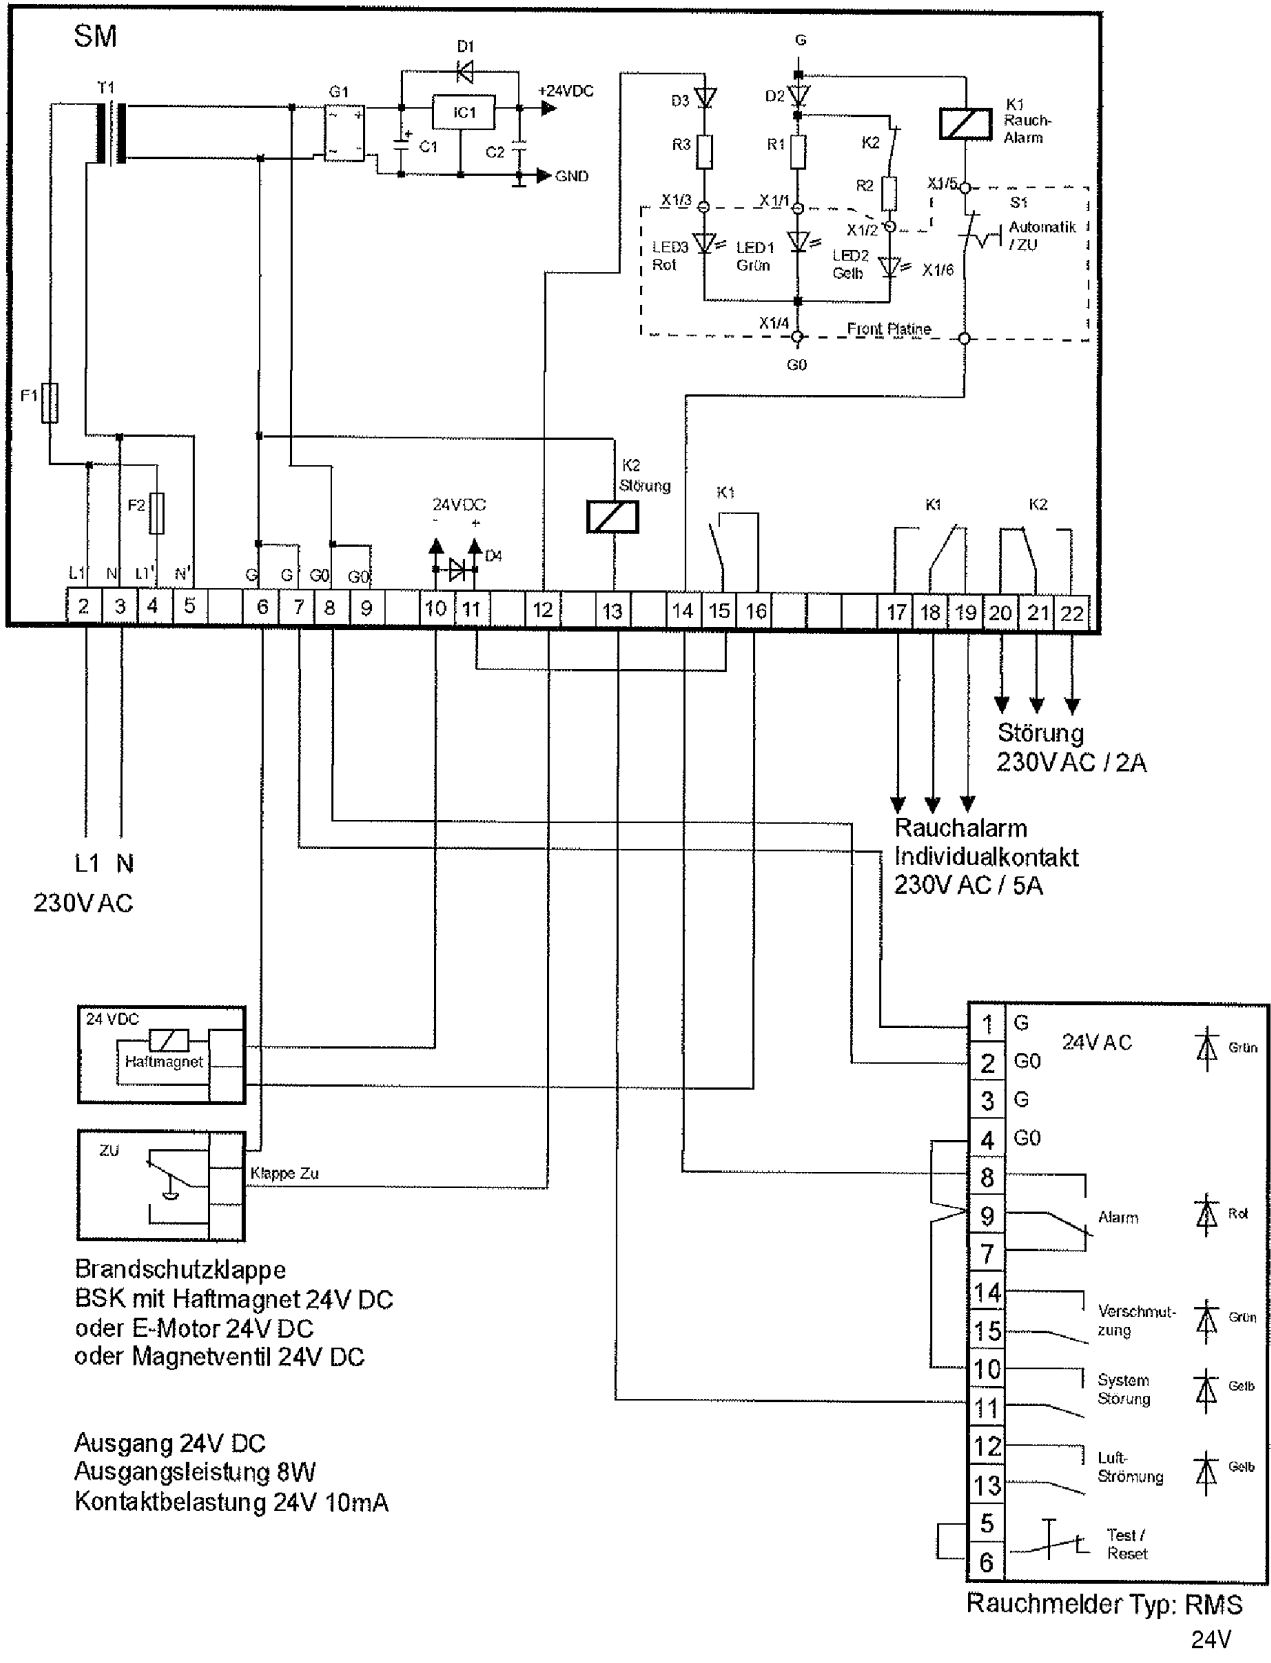 SM
T1
G1
D1
+24VDC
IC1
C1
C2
GND
G
D3
D2
K1
Rauch-
Alarm
R3
R1
K2
R2
X1/3
X1/1
X1/5
X1/2
S1
Automatik
/ ZU
LED3
Rot
LED1
Grün
LED2
Gelb
X1/6
X1/4
Front Platine
G0
F1
F2
K2
Störung
24VDC
- +
D4
K1
K1
K2
L1 N L1' N' G G G0 G0
2 3 4 5 6 7 8 9 10 11 12 13 14 15 16 17 18 19 20 21 22
L1 N
230V AC
Störung
230V AC / 2A
Rauchalarm
Individualkontakt
230V AC / 5A
24 VDC
Haftmagnet
ZU
Klappe Zu
Brandschutzklappe
BSK mit Haftmagnet 24V DC
oder E-Motor 24V DC
oder Magnetventil 24V DC
Ausgang 24V DC
Ausgangsleistung 8W
Kontaktbelastung 24V 10mA
1 G
24V AC
Grün
2 G0
3 G
4 G0
8
9
Alarm
Rot
7
14
15
Verschmut-
zung
Grün
10
11
System
Störung
Gelb
12
13
Luft-
Strömung
Gelb
5
6
Test /
Reset
Rauchmelder Typ: RMS
24V
- +
~ ~
+